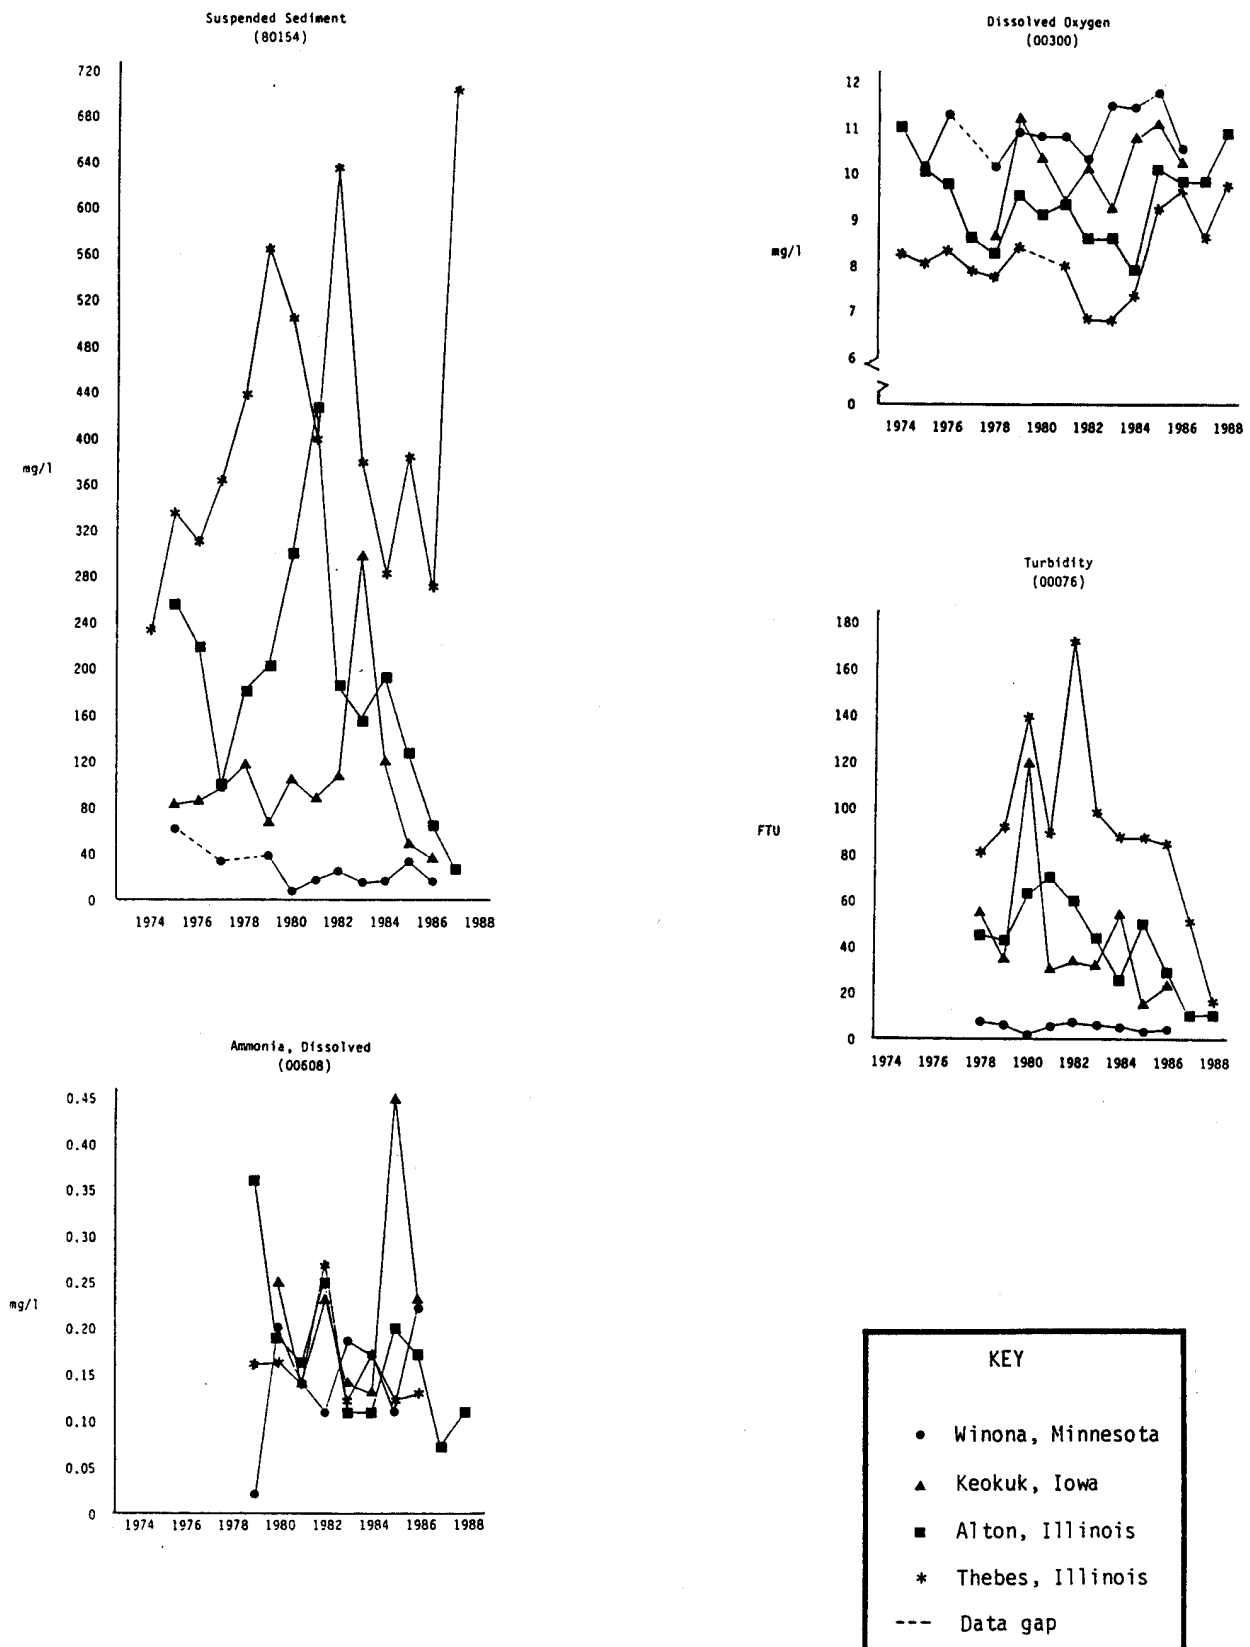 Suspended Sediment
(80154)
720
680
640
600
560
520
480
440
400
mg/l
360
320
280
240
200
160
120
80
40
0
1974 1976 1978 1980 1982 1984 1986 1988
Dissolved Oxygen
(00300)
12
11
10
9
mg/l
8
7
6
0
1974 1976 1978 1980 1982 1984 1986 1988
Turbidity
(00076)
180
160
140
120
100
FTU
80
60
40
20
0
1974 1976 1978 1980 1982 1984 1986 1988
Ammonia, Dissolved
(00608)
0.45
0.40
0.35
0.30
0.25
mg/l
0.20
0.15
0.10
0.05
0
1974 1976 1978 1980 1982 1984 1986 1988
KEY
Winona, Minnesota
Keokuk, Iowa
Alton, Illinois
Thebes, Illinois
Data gap